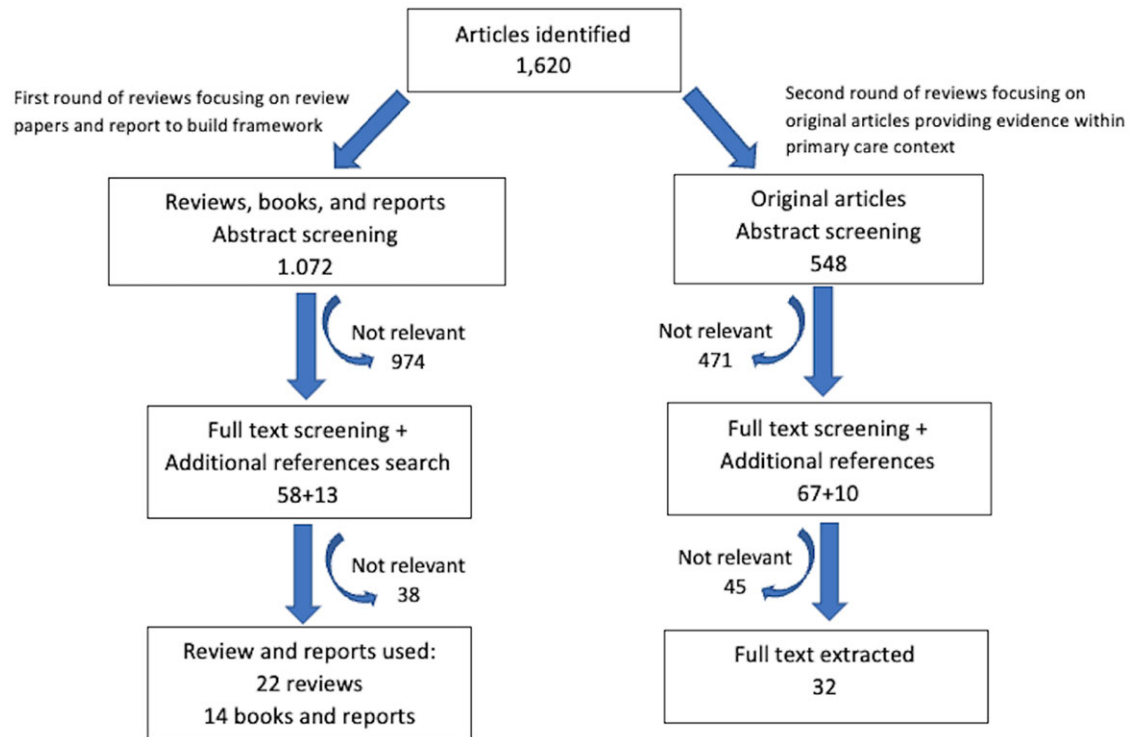 Articles identified
1,620
First round of reviews focusing on review
papers and report to build framework
Second round of reviews focusing on
original articles providing evidence within
primary care context
Reviews, books, and reports
Abstract screening
1.072
Original articles
Abstract screening
548
Not relevant
974
Not relevant
471
Full text screening +
Additional references search
58+13
Full text screening +
Additional references
67+10
Not relevant
38
Not relevant
45
Review and reports used:
22 reviews
14 books and reports
Full text extracted
32